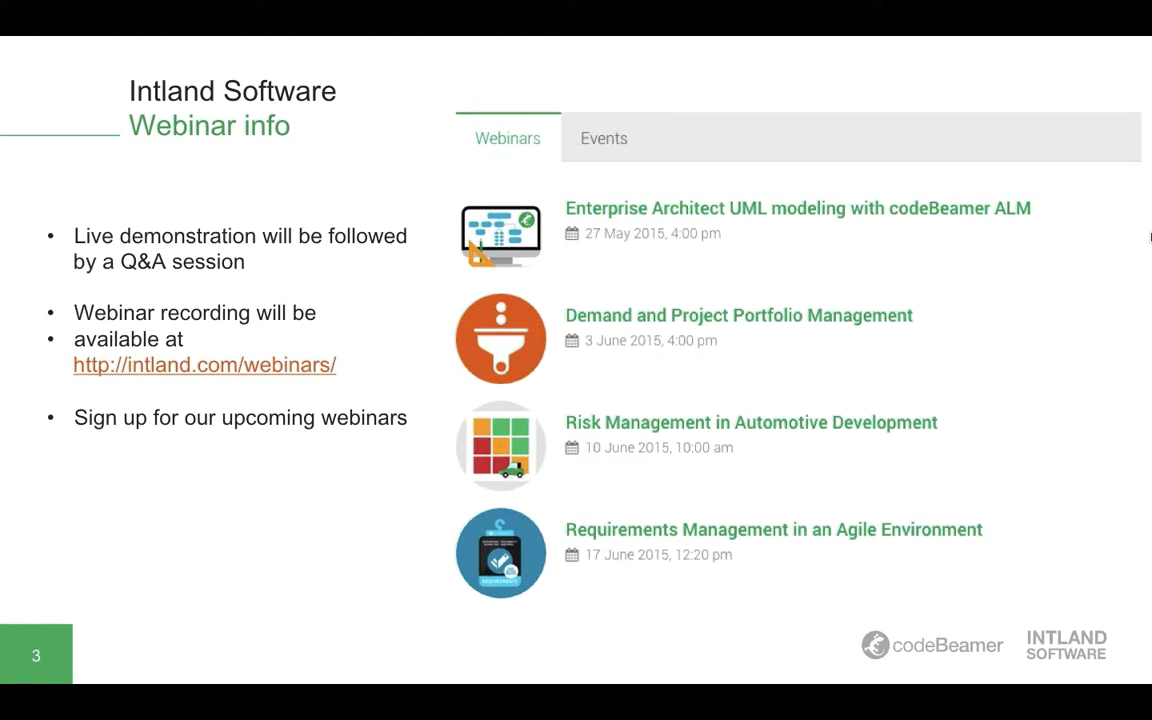 Intland Software
Webinar info
• Live demonstration will be followed
by a Q&A session
• Webinar recording will be
• available at
http://intland.com/webinars/
• Sign up for our upcoming webinars
Webinars
Events
Enterprise Architect UML modeling with codeBeamer ALM
27 May 2015, 4:00 pm
Demand and Project Portfolio Management
3 June 2015, 4:00 pm
Risk Management in Automotive Development
10 June 2015, 10:00 am
Requirements Management in an Agile Environment
17 June 2015, 12:20 pm
REQUIREMENTS
3
codeBeamer
INTLAND
SOFTWARE